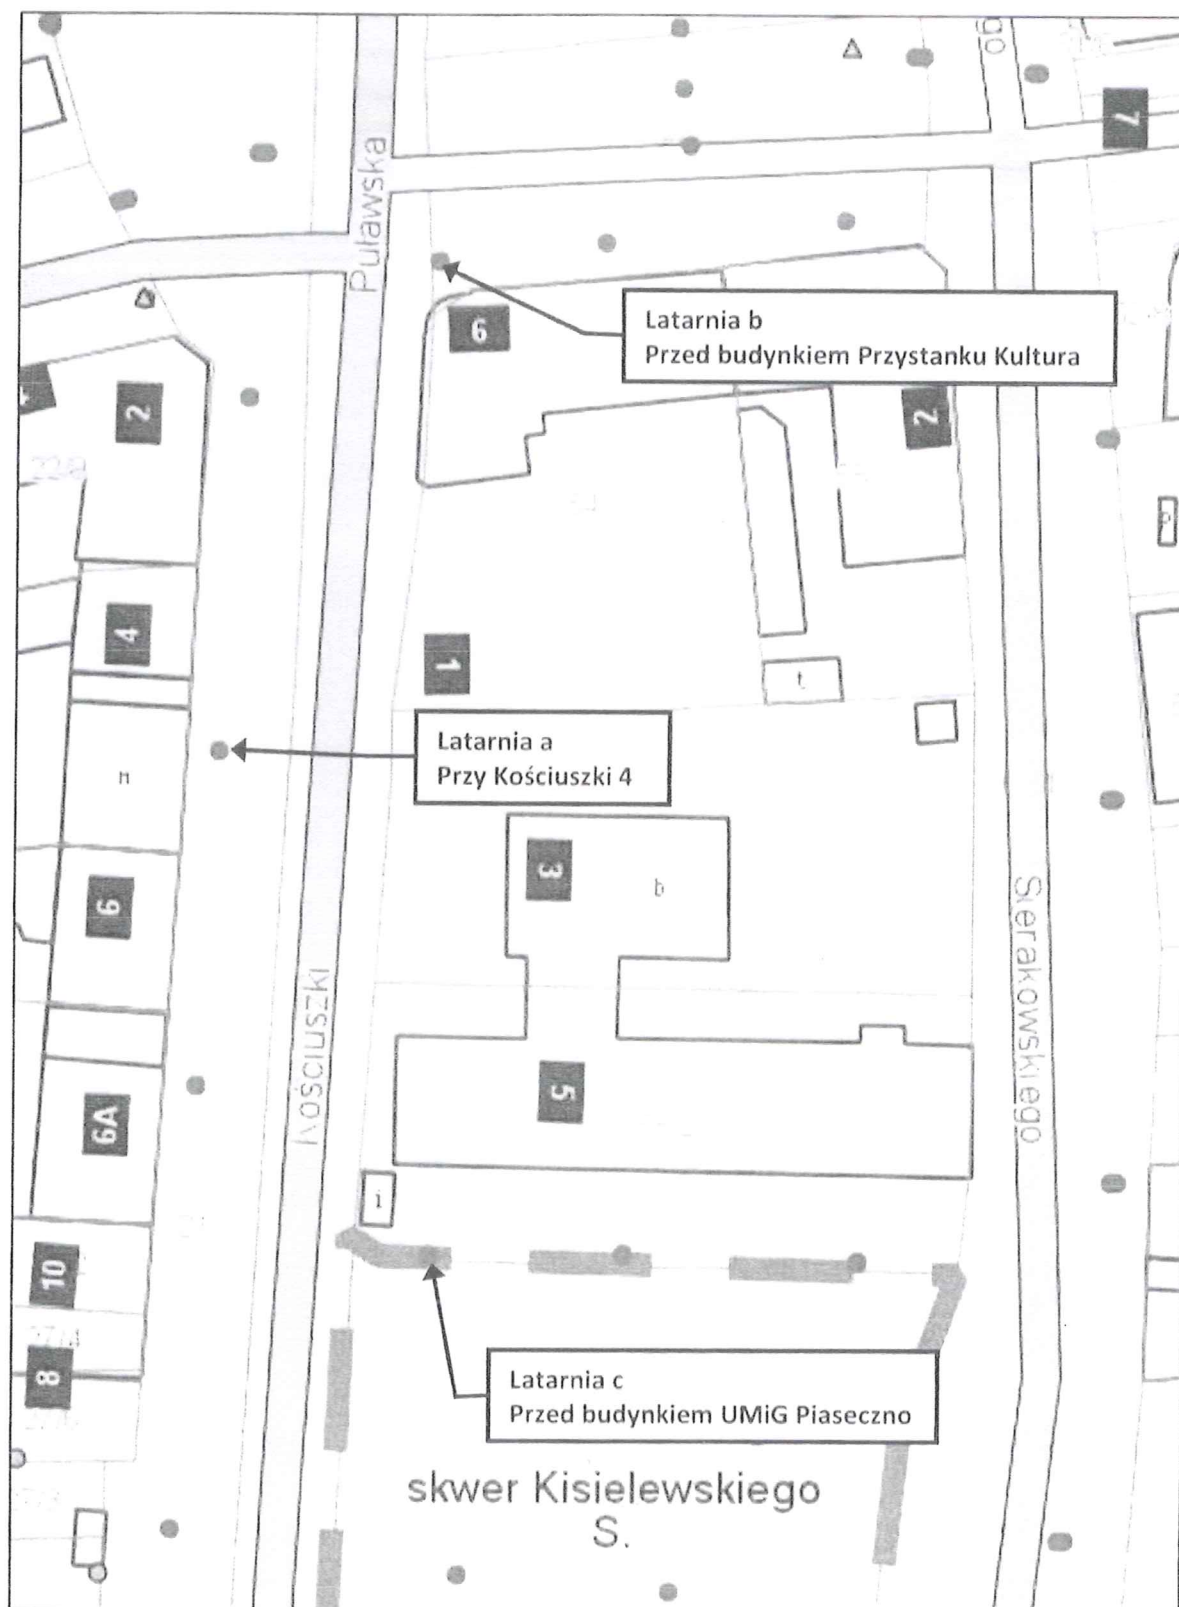 Puławska
7
6
Latarnia b
Przed budynkiem Przystanku Kultura
2
2
4
1
t
Latarnia a
Przy Kościuszki 4
3
b
6
Sierakowskiego
Kościuszki
5
6A
i
10
8
Latarnia c
Przed budynkiem UMiG Piaseczno
skwer Kisielewskiego
S.